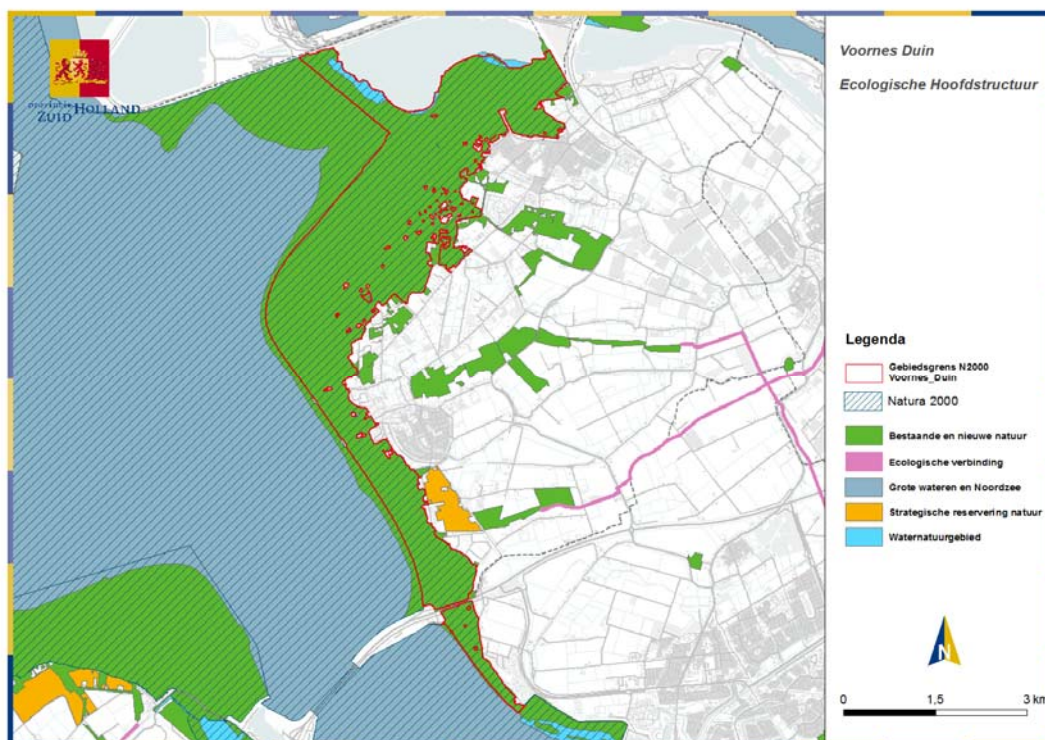 provincie
ZUID HOLLAND
Voornes Duin
Ecologische Hoofdstructuur
Legenda
Gebiedsgrens N2000
Voornes_Duin
Natura 2000
Bestaande en nieuwe natuur
Ecologische verbinding
Grote wateren en Noordzee
Strategische reservering natuur
Waternatuurgebied
N
0 1,5 3 km